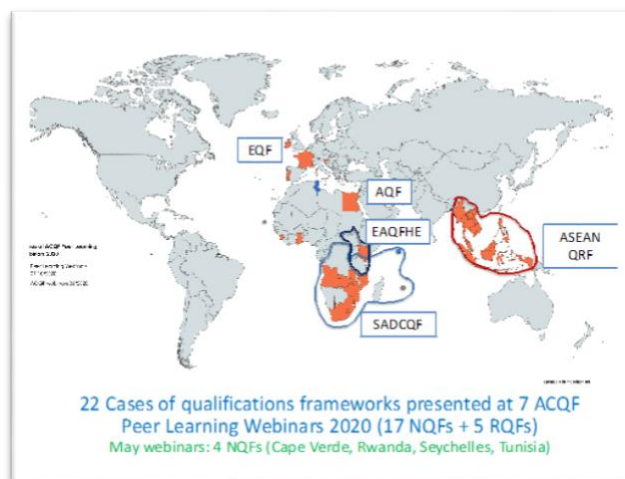 EQF
AQF
EAQFHE
ASEAN
QRF
SADCQF
22 Cases of qualifications frameworks presented at 7 ACQF
Peer Learning Webinars 2020 (17 NQFs + 5 RQFs)
May webinars: 4 NQFs (Cape Verde, Rwanda, Seychelles, Tunisia)